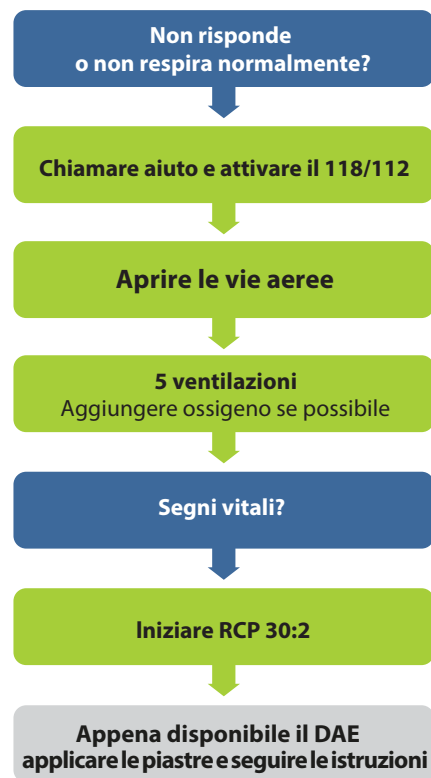 Non risponde
o non respira normalmente?
Chiamare aiuto e attivare il 118/112
Aprire le vie aeree
5 ventilazioni
Aggiungere ossigeno se possibile
Segni vitali?
Iniziare RCP 30:2
Appena disponibile il DAE
applicare le piastre e seguire le istruzioni